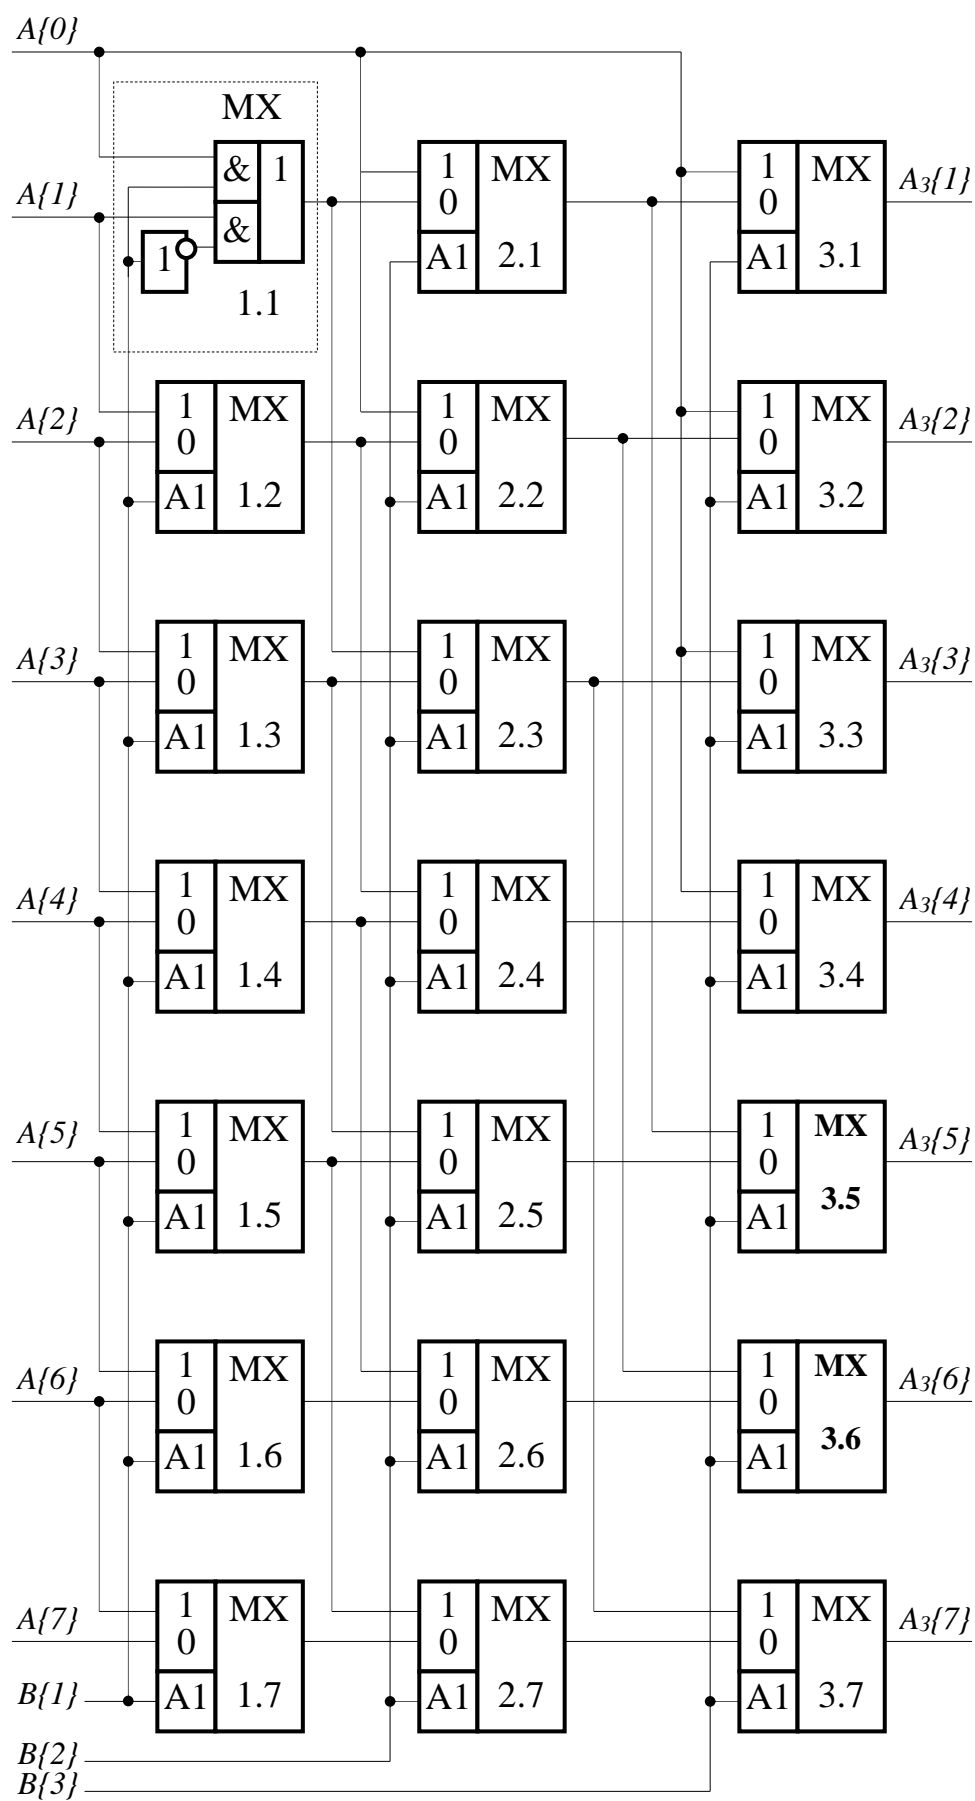 A{0}
MX
& 1
A{1}
&
1
1.1
1 MX
0
A1 2.1
1 MX
0
A1 3.1
A₃{1}
A{2}
1 MX
0
A1 1.2
1 MX
0
A1 2.2
1 MX
0
A1 3.2
A₃{2}
A{3}
1 MX
0
A1 1.3
1 MX
0
A1 2.3
1 MX
0
A1 3.3
A₃{3}
A{4}
1 MX
0
A1 1.4
1 MX
0
A1 2.4
1 MX
0
A1 3.4
A₃{4}
A{5}
1 MX
0
A1 1.5
1 MX
0
A1 2.5
1 MX
0
A1 3.5
A₃{5}
A{6}
1 MX
0
A1 1.6
1 MX
0
A1 2.6
1 MX
0
A1 3.6
A₃{6}
A{7}
1 MX
0
A1 1.7
1 MX
0
A1 2.7
1 MX
0
A1 3.7
A₃{7}
B{1}
B{2}
B{3}